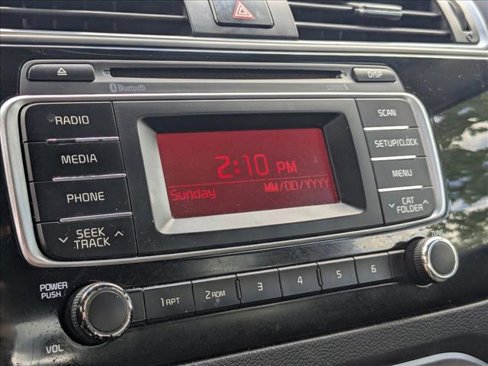 DISP
Bluetooth
RADIO
MEDIA
PHONE
SEEK
TRACK
2:10 PM
Sunday MM/DD/YYYY
SCAN
SETUP/CLOCK
MENU
CAT
FOLDER
POWER
PUSH
VOL
1 RPT
2 RDM
3
4
5
6